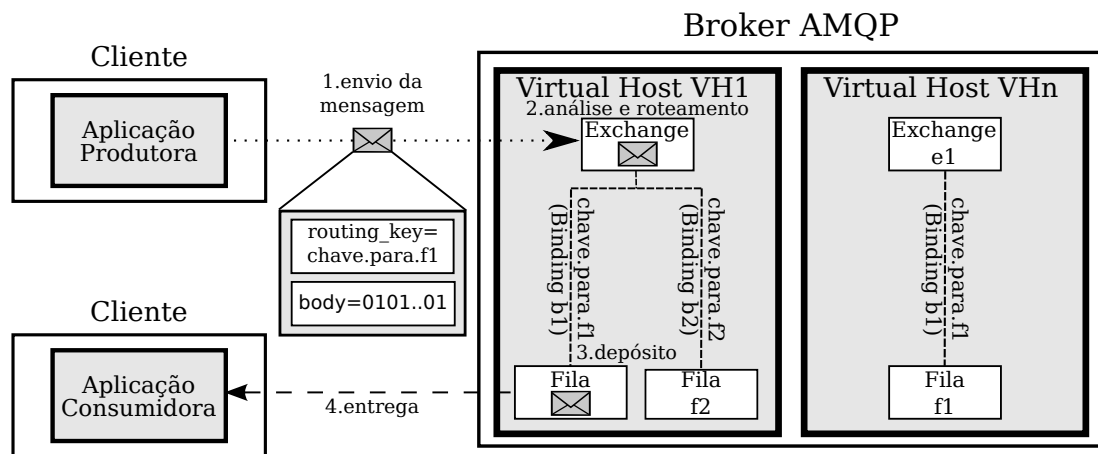 Broker AMQP
Cliente
1.envio da
mensagem
Aplicação
Produtora
routing_key=
chave.para.f1
body=0101..01
Cliente
Aplicação
Consumidora
4.entrega
Virtual Host VH1
2.análise e roteamento
Exchange
chave.para.f1
(Binding b1)
chave.para.f2
(Binding b2)
3.depósito
Fila
Fila
f2
Virtual Host VHn
Exchange
e1
chave.para.f1
(Binding b1)
Fila
f1